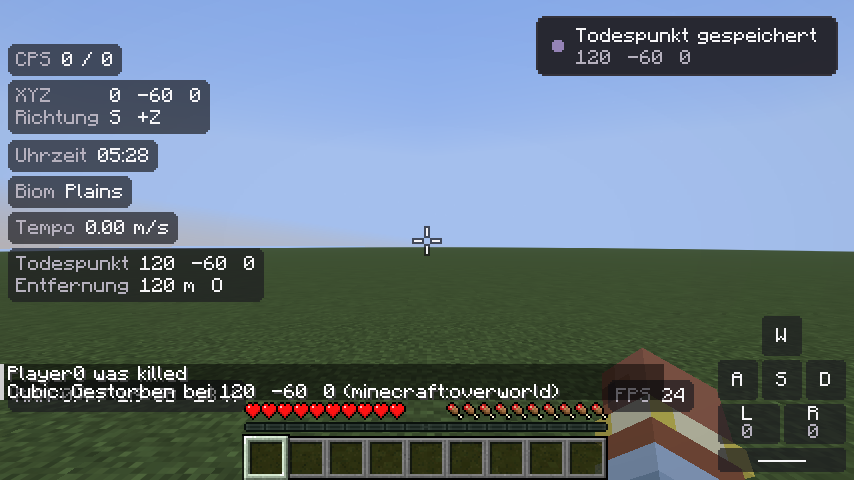 CPS 0 / 0
XYZ 0 -60 0
Richtung S +Z
Uhrzeit 05:28
Biom Plains
Tempo 0.00 m/s
Todespunkt 120 -60 0
Entfernung 120 m O
Todespunkt gespeichert
120 -60 0
Player0 was killed
Cubic: Gestorben bei 120 -60 0 (minecraft:overworld)
FPS 24
W
A S D
L R
0 0